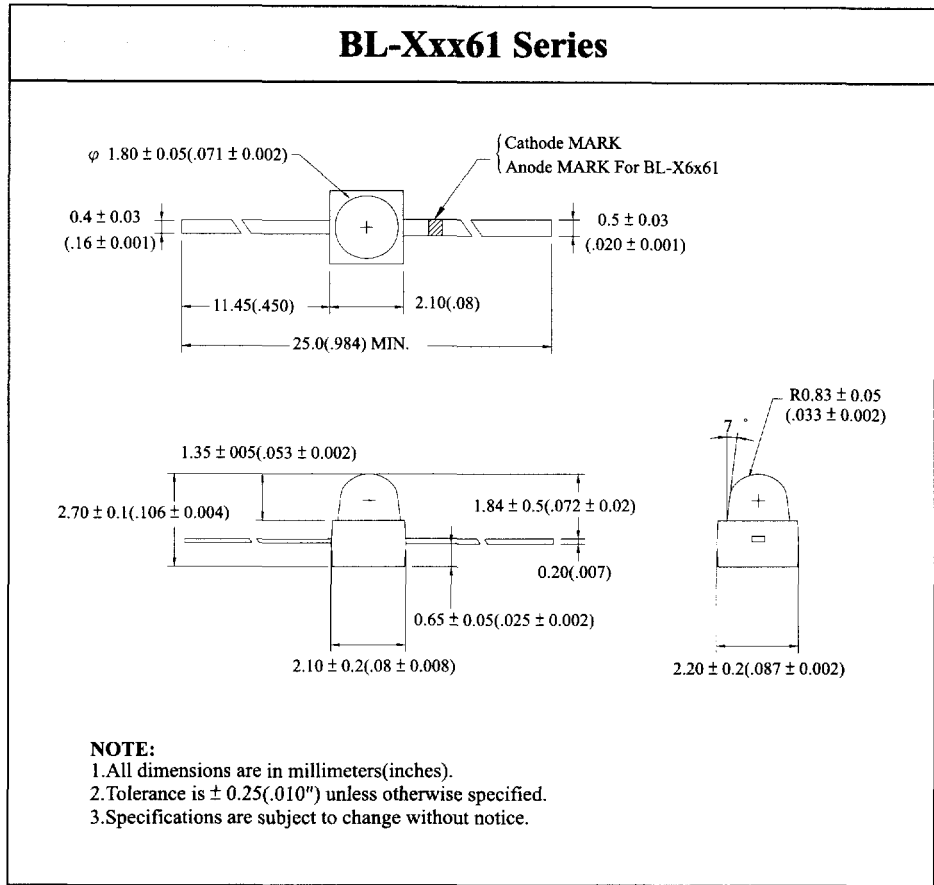 BL-Xxx61 Series
φ 1.80 ± 0.05(.071 ± 0.002)
Cathode MARK
Anode MARK For BL-X6x61
0.4 ± 0.03
(.16 ± 0.001)
0.5 ± 0.03
(.020 ± 0.001)
11.45(.450)
2.10(.08)
25.0(.984) MIN.
R0.83 ± 0.05
(.033 ± 0.002)
7 °
1.35 ± 005(.053 ± 0.002)
2.70 ± 0.1(.106 ± 0.004)
1.84 ± 0.5(.072 ± 0.02)
0.20(.007)
0.65 ± 0.05(.025 ± 0.002)
2.10 ± 0.2(.08 ± 0.008)
2.20 ± 0.2(.087 ± 0.002)
NOTE:
1.All dimensions are in millimeters(inches).
2.Tolerance is ± 0.25(.010") unless otherwise specified.
3.Specifications are subject to change without notice.